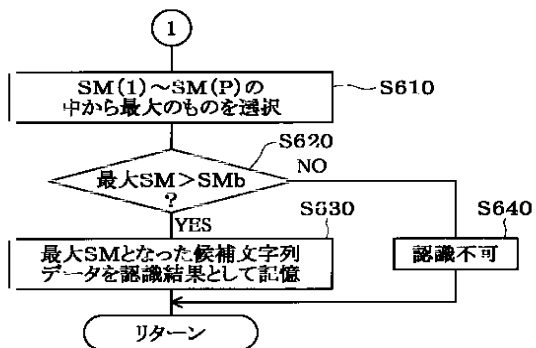 1
SM(1)～SM(P)の
中から最大のものを選択
S610
S620
最大SM>SMb
?
NO
YES
S630
S640
最大SMとなった候補文字列
データを認識結果として記憶
認識不可
リターン